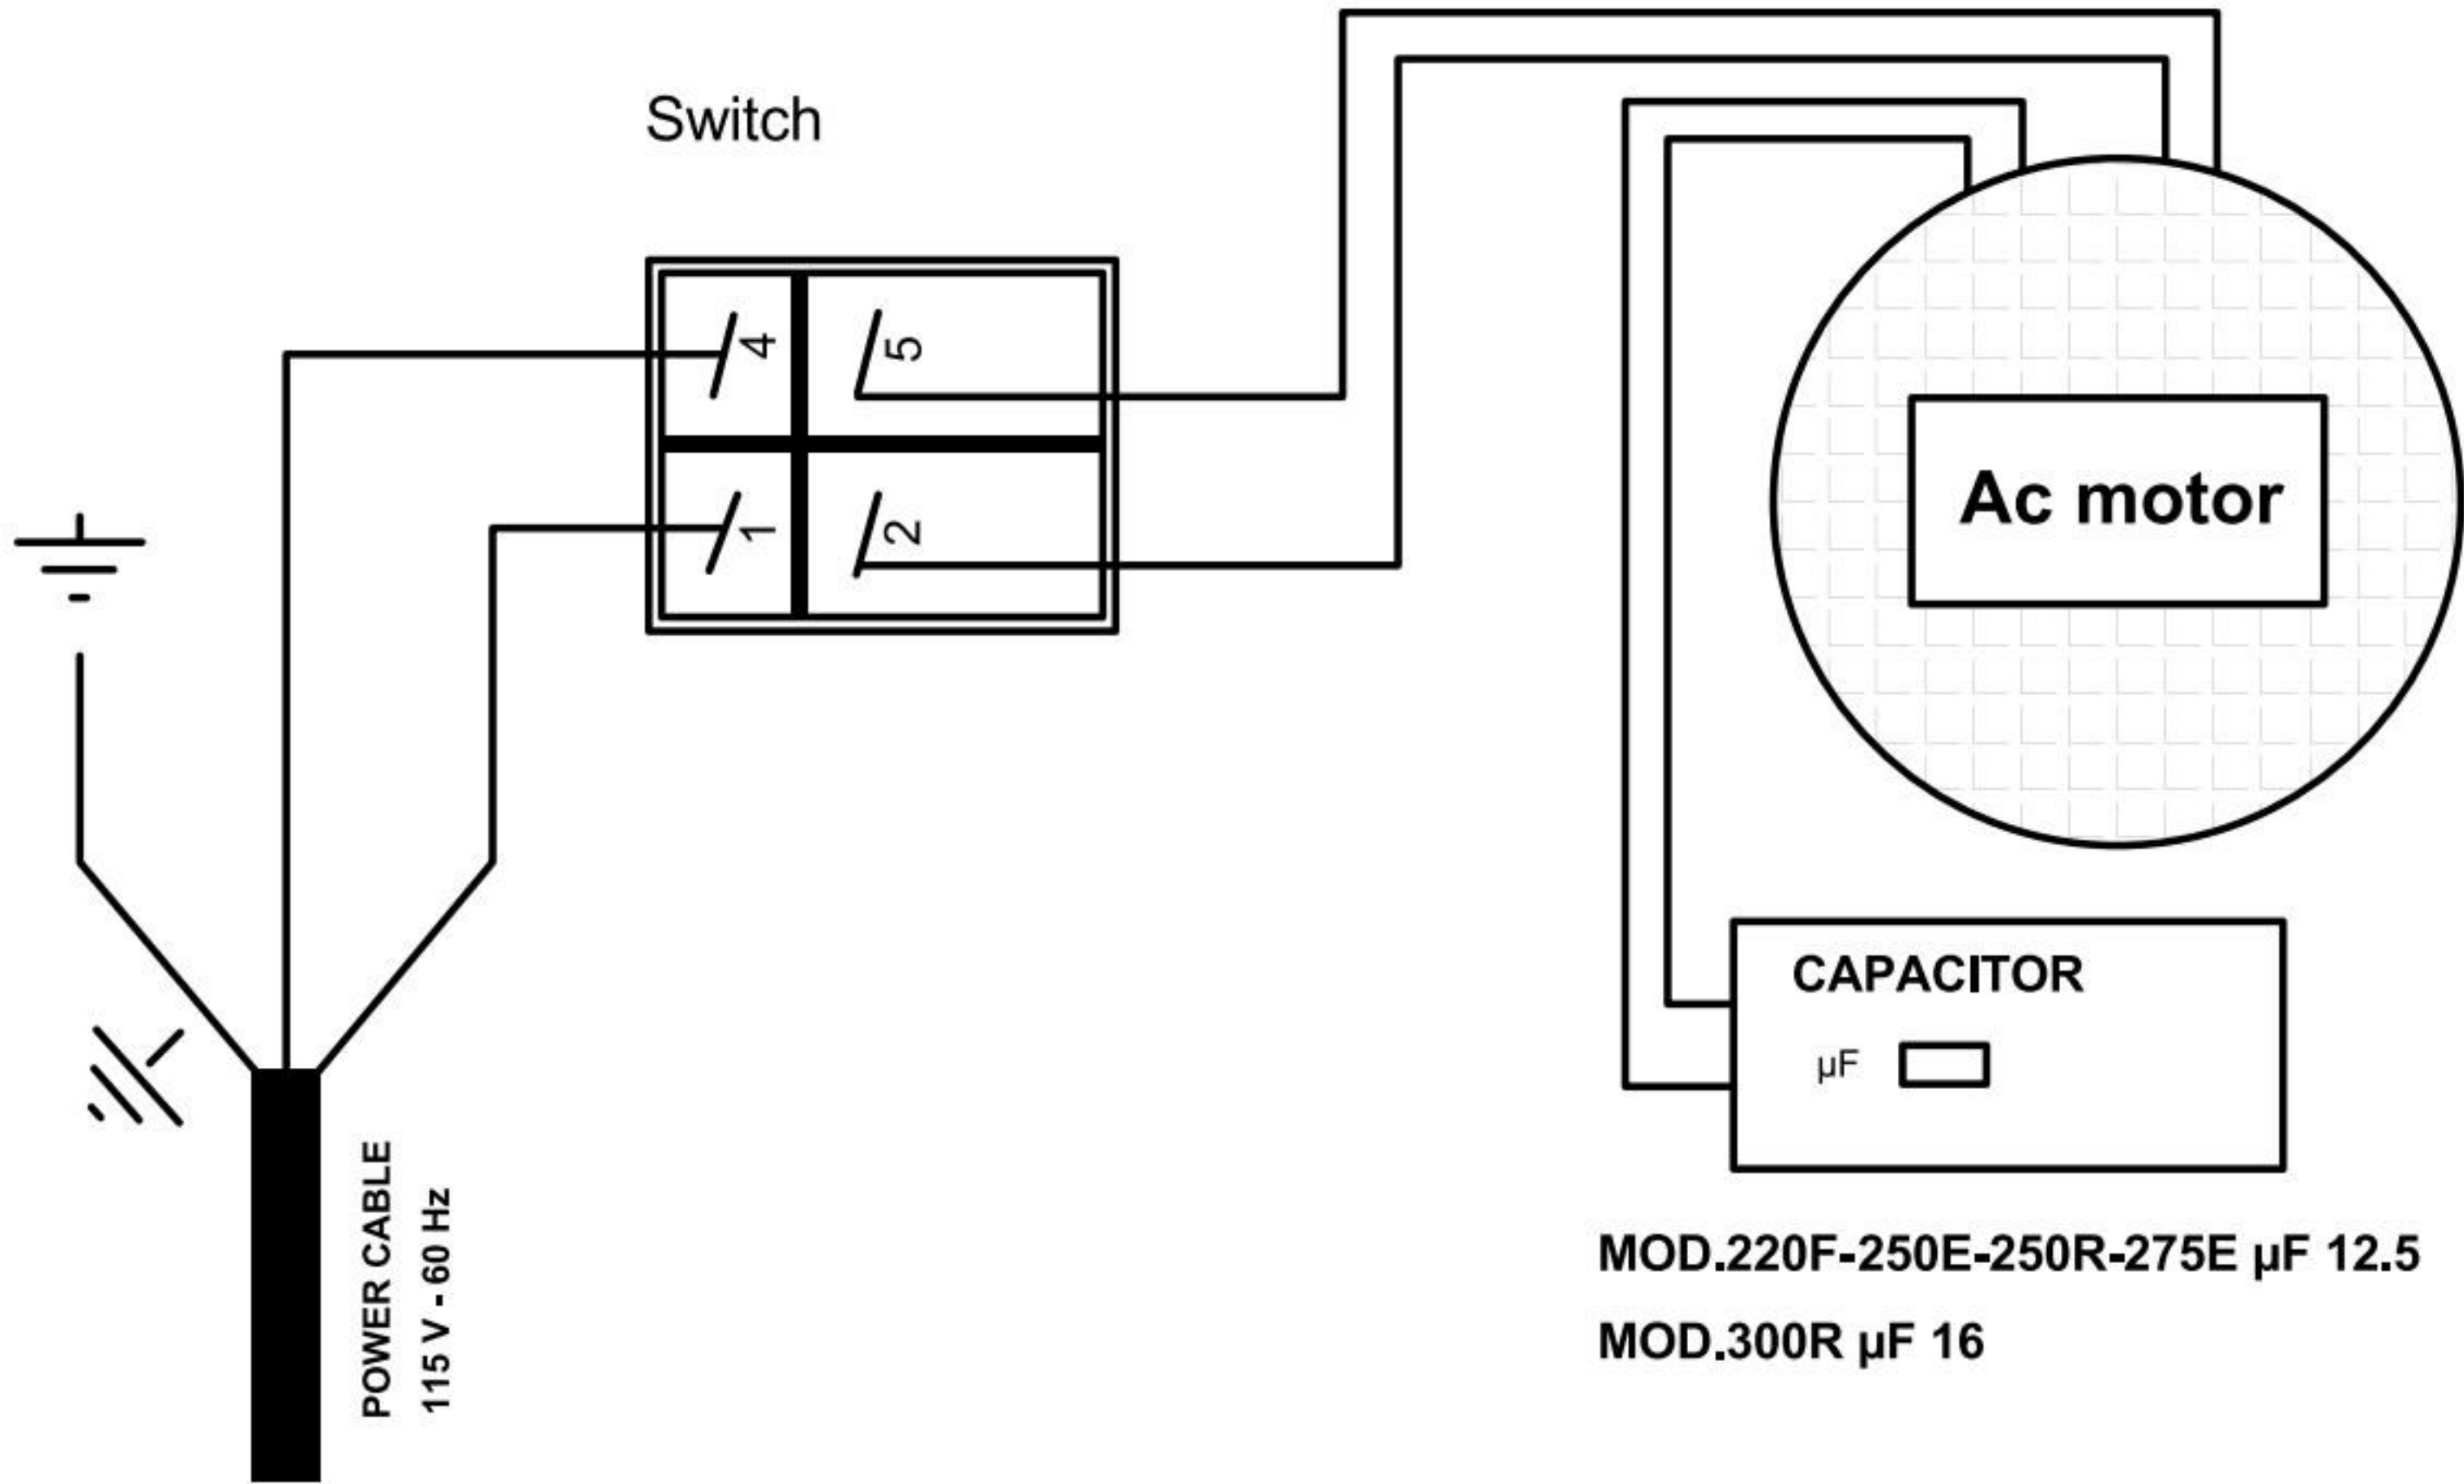 Switch
4
5
1
2
Ac motor
CAPACITOR
µF
POWER CABLE
115 V - 60 Hz
MOD.220F-250E-250R-275E µF 12.5
MOD.300R µF 16